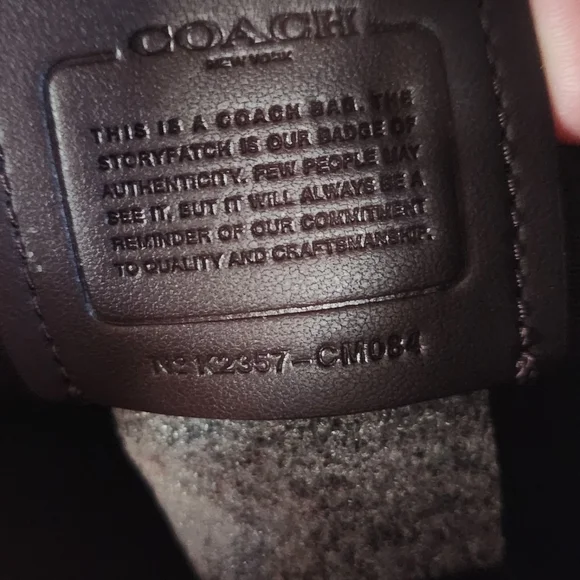 COACH
NEW YORK
THIS IS A COACH BAG. THE
STORYPATCH IS OUR BADGE OF
AUTHENTICITY. FEW PEOPLE MAY
SEE IT, BUT IT WILL ALWAYS BE A
REMINDER OF OUR COMMITMENT
TO QUALITY AND CRAFTSMANSHIP.